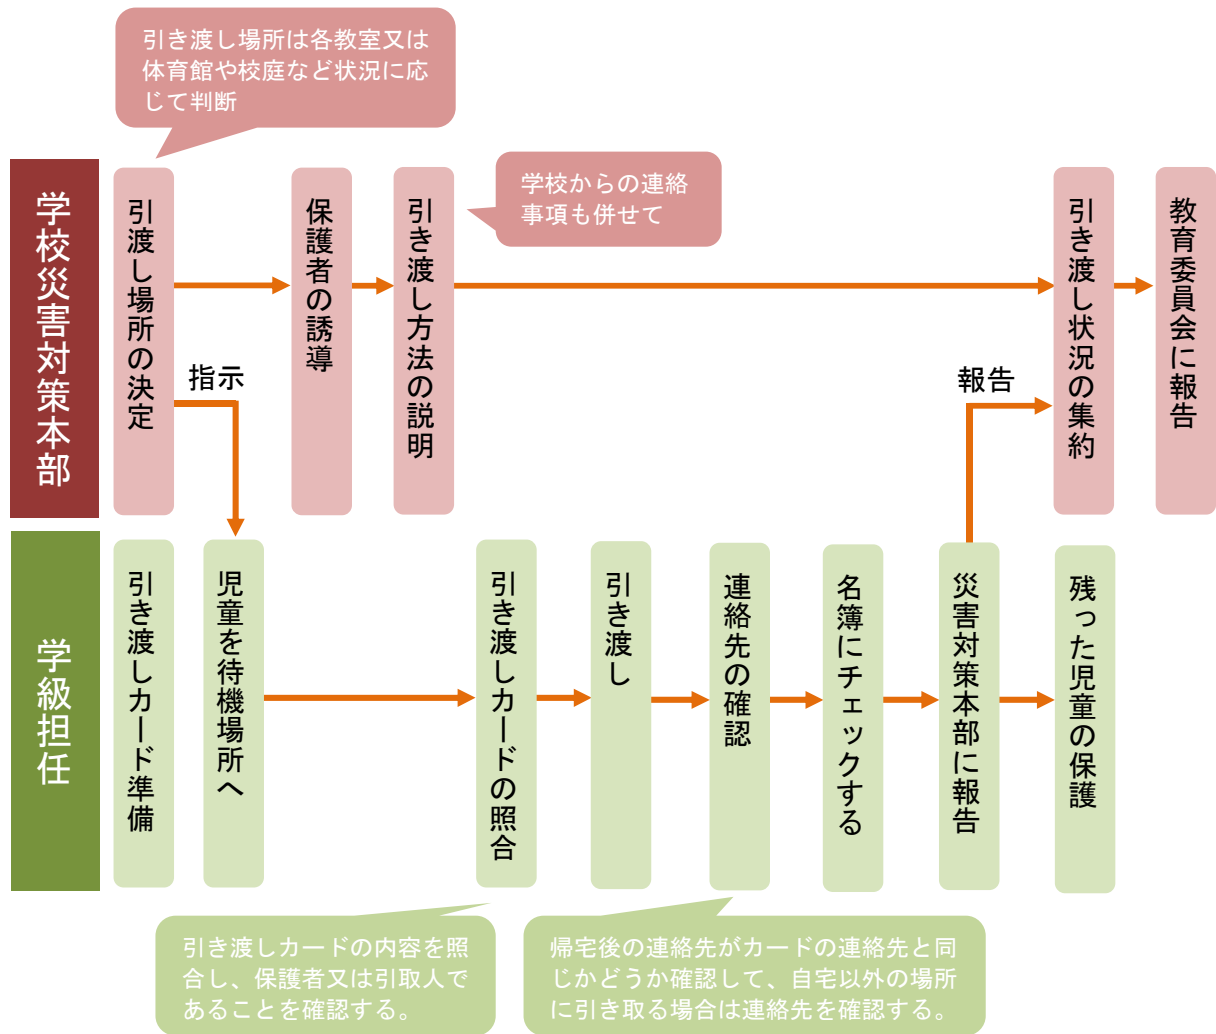 引き渡し場所は各教室又は
体育館や校庭など状況に応
じて判断
学校災害対策本部
引渡し場所の決定
保護者の誘導
引き渡し方法の説明
学校からの連絡
事項も併せて
引き渡し状況の集約
教育委員会に報告
指示
報告
学級担任
引き渡しカード準備
児童を待機場所へ
引き渡しカードの照合
引き渡し
連絡先の確認
名簿にチェックする
災害対策本部に報告
残った児童の保護
引き渡しカードの内容を照
合し、保護者又は引取人で
あることを確認する。
帰宅後の連絡先がカードの連絡先と同
じかどうか確認して、自宅以外の場所
に引き取る場合は連絡先を確認する。